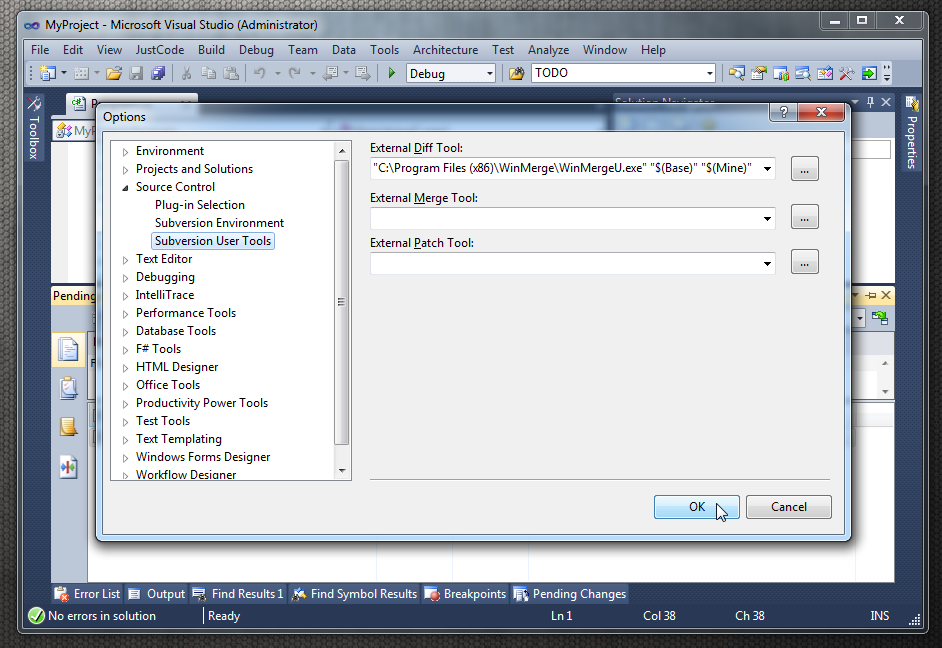 MyProject - Microsoft Visual Studio (Administrator)
File Edit View JustCode Build Debug Team Data Tools Architecture Test Analyze Window Help
Debug TODO
Toolbox
Solution Navigator
Properties
Options
Environment
Projects and Solutions
Source Control
Plug-in Selection
Subversion Environment
Subversion User Tools
Text Editor
Debugging
IntelliTrace
Performance Tools
Database Tools
F# Tools
HTML Designer
Office Tools
Productivity Power Tools
Test Tools
Text Templating
Windows Forms Designer
Workflow Designer
External Diff Tool:
"C:\Program Files (x86)\WinMerge\WinMergeU.exe" "$(Base)" "$(Mine)"
...
External Merge Tool:
...
External Patch Tool:
...
OK Cancel
Pending
Error List Output Find Results 1 Find Symbol Results Breakpoints Pending Changes
No errors in solution Ready Ln 1 Col 38 Ch 38 INS